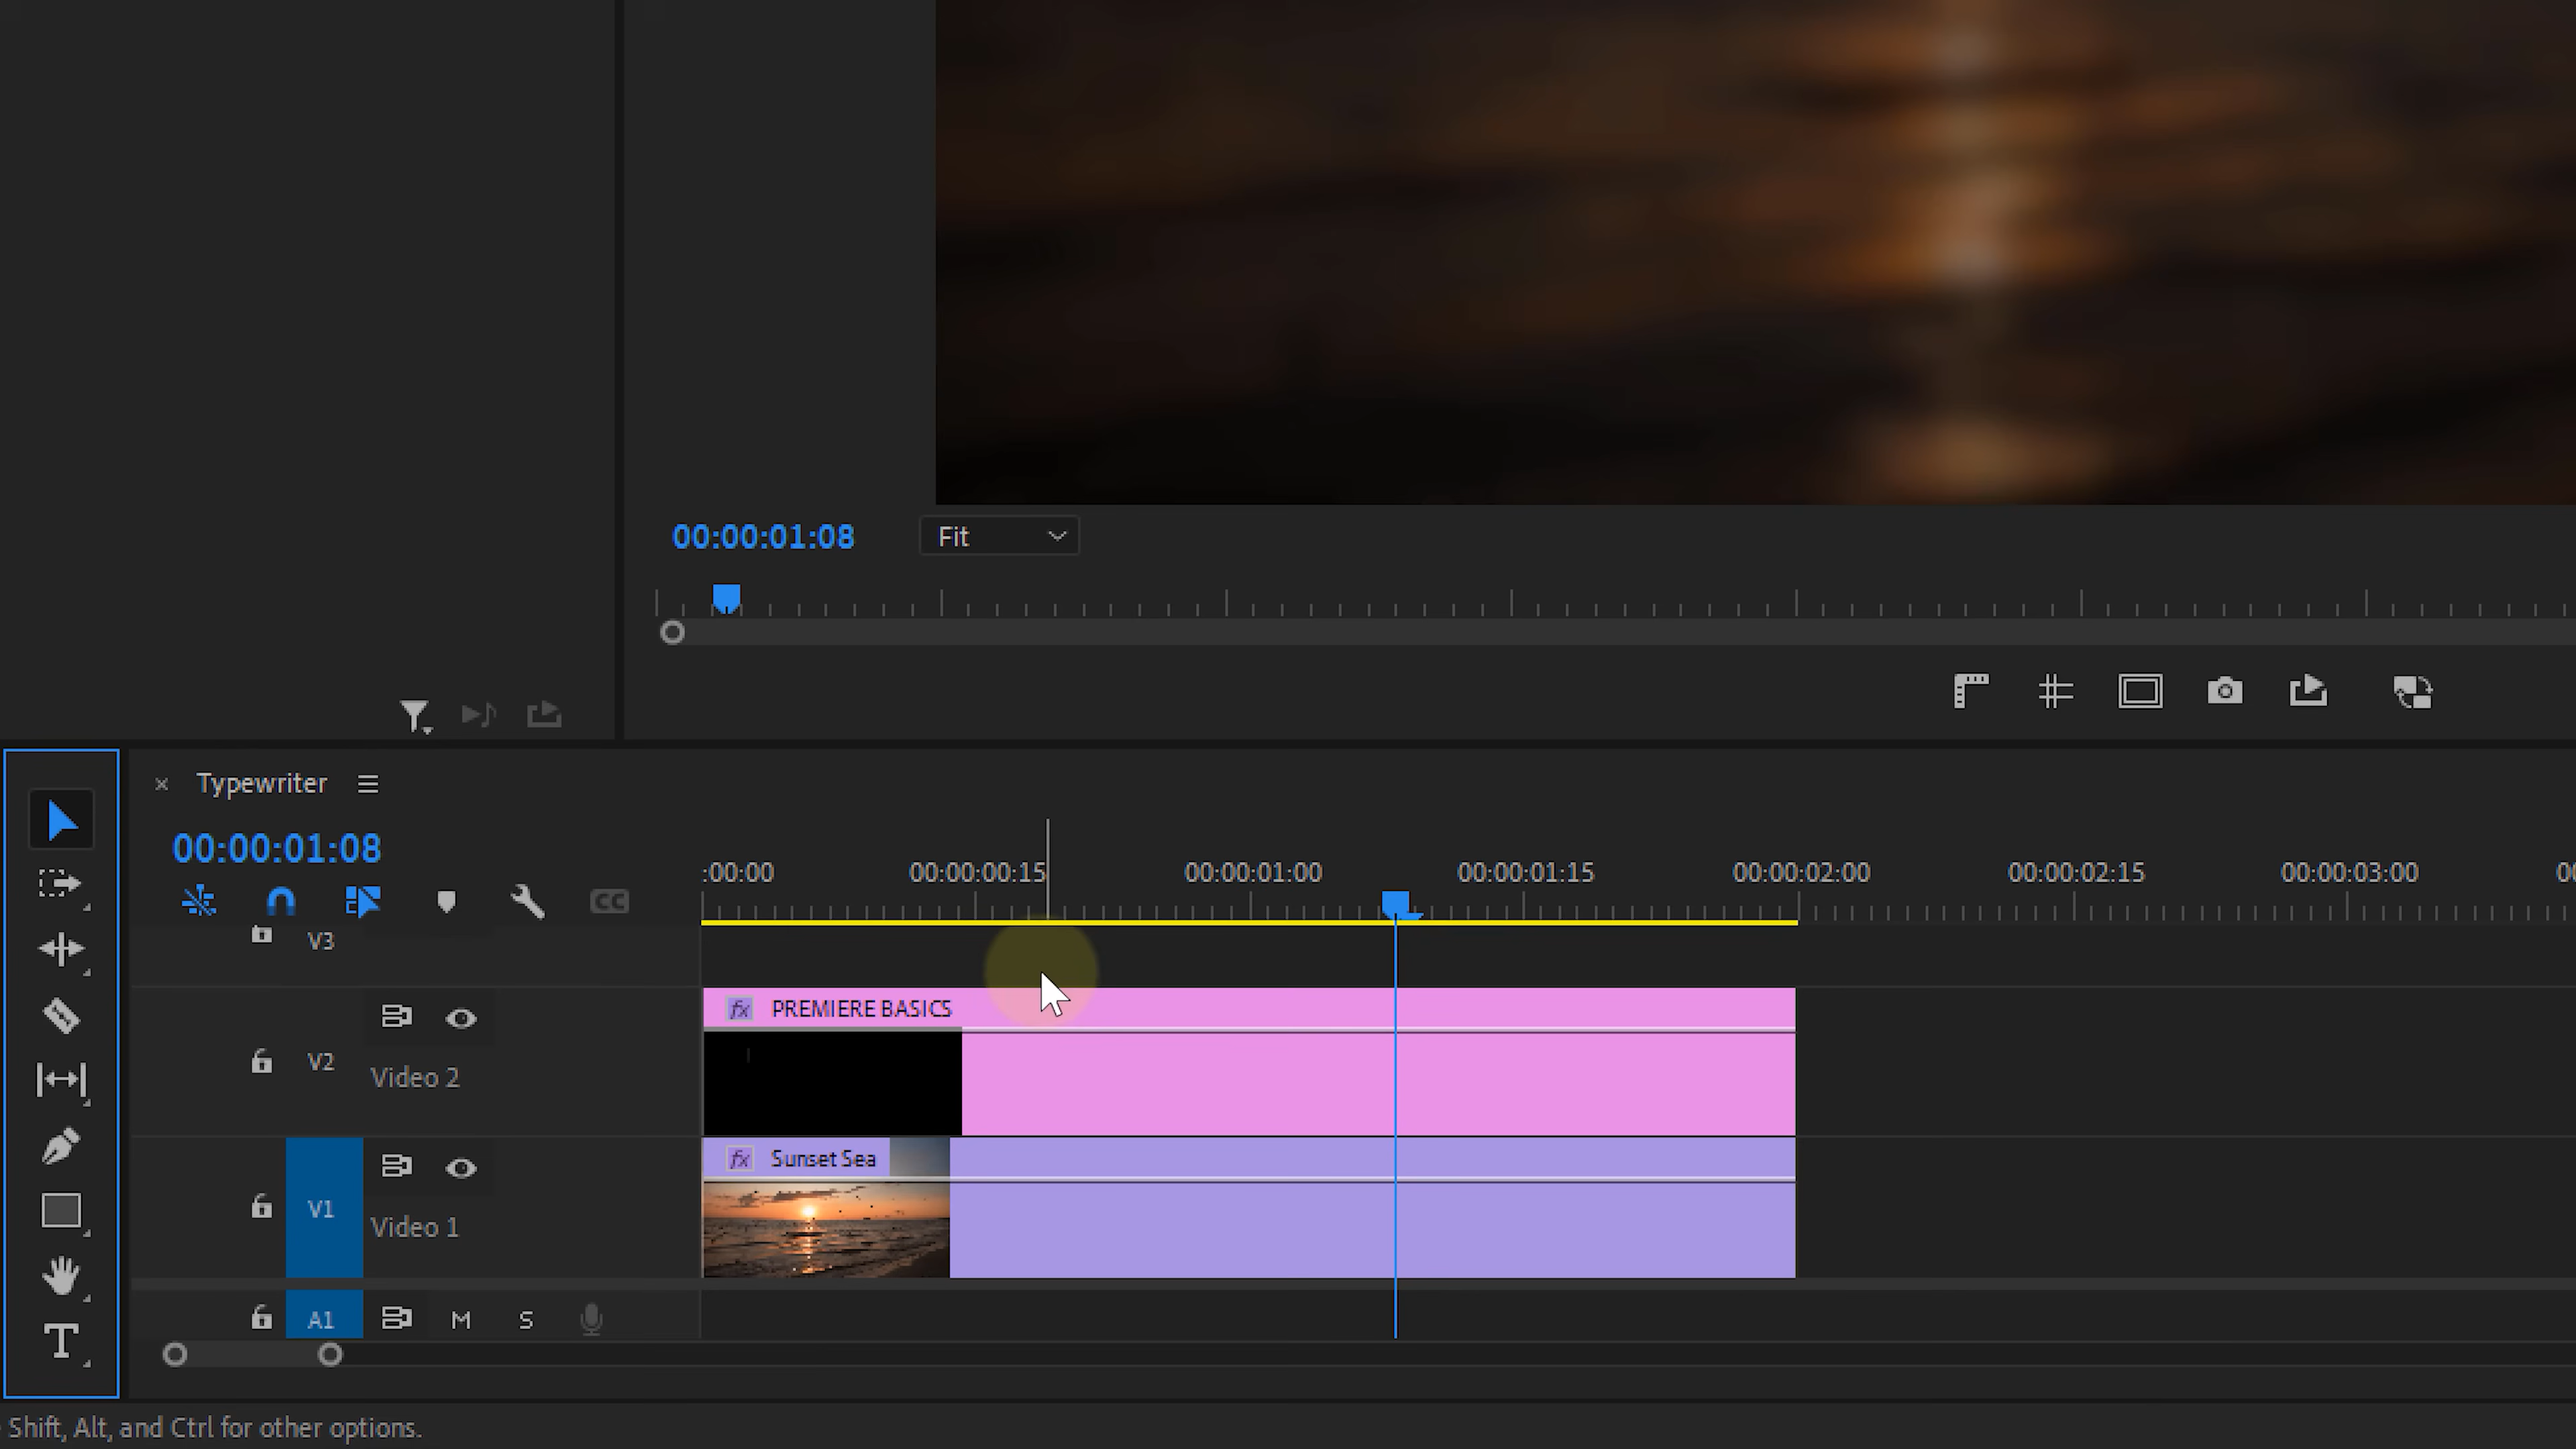 00:00:01:08
Fit
Typewriter
00:00:01:08
:00:00
00:00:00:15
00:00:01:00
00:00:01:15
00:00:02:00
00:00:02:15
00:00:03:00
CC
V3
PREMIERE BASICS
V2
Video 2
Sunset Sea
V1
Video 1
A1
M
S
Shift, Alt, and Ctrl for other options.